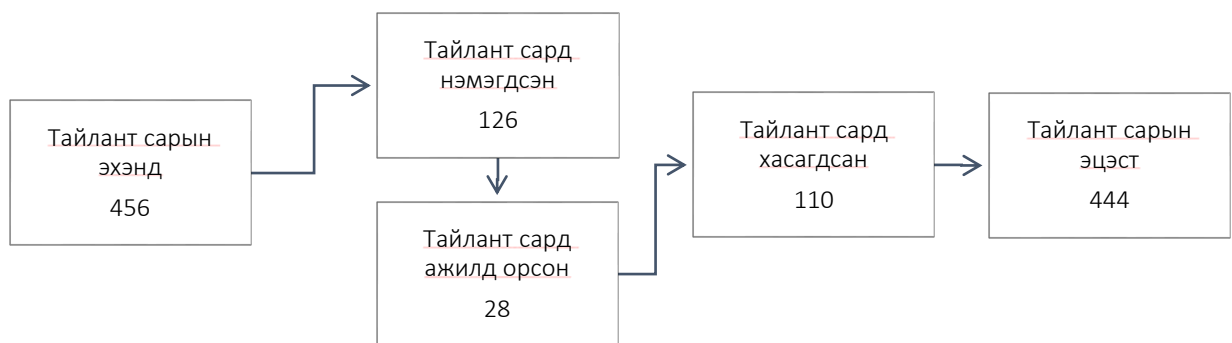 Тайлант сарын
эхэнд
456
Тайлант сард
нэмэгдсэн
126
Тайлант сард
ажилд орсон
28
Тайлант сард
хасагдсан
110
Тайлант сарын
эцэст
444